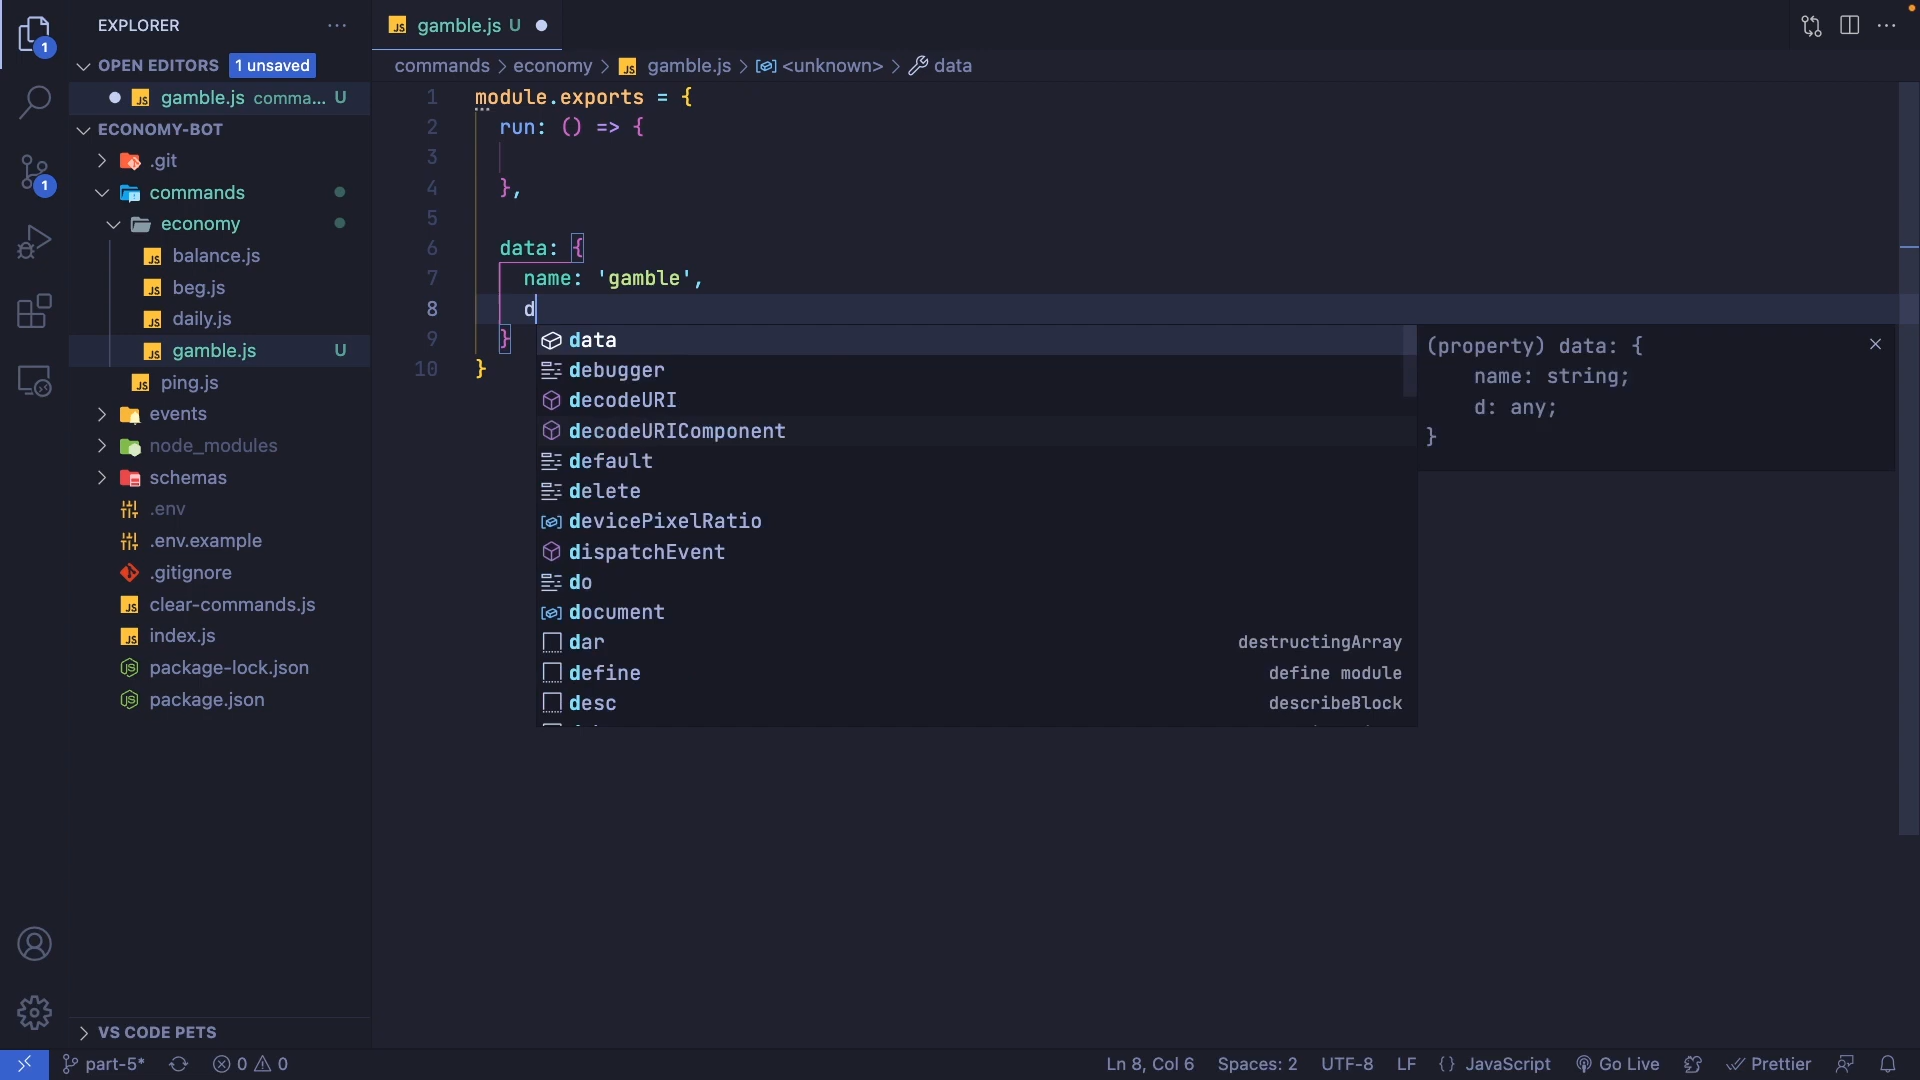 EXPLORER
OPEN EDITORS 1 unsaved
gamble.js comma... U
ECONOMY-BOT
.git
commands
economy
balance.js
beg.js
daily.js
gamble.js U
ping.js
events
node_modules
schemas
.env
.env.example
.gitignore
clear-commands.js
index.js
package-lock.json
package.json
VS CODE PETS
1
1
gamble.js U
commands > economy > gamble.js > <unknown> > data
1 module.exports = {
2 run: () => {
3
4 },
5
6 data: {
7 name: 'gamble',
8 d
9 }
10 }
data
debugger
decodeURI
decodeURIComponent
default
delete
devicePixelRatio
dispatchEvent
do
document
dar destructingArray
define define module
desc describeBlock
(property) data: {
name: string;
d: any;
}
part-5* 0 0 Ln 8, Col 6 Spaces: 2 UTF-8 LF {} JavaScript Go Live Prettier